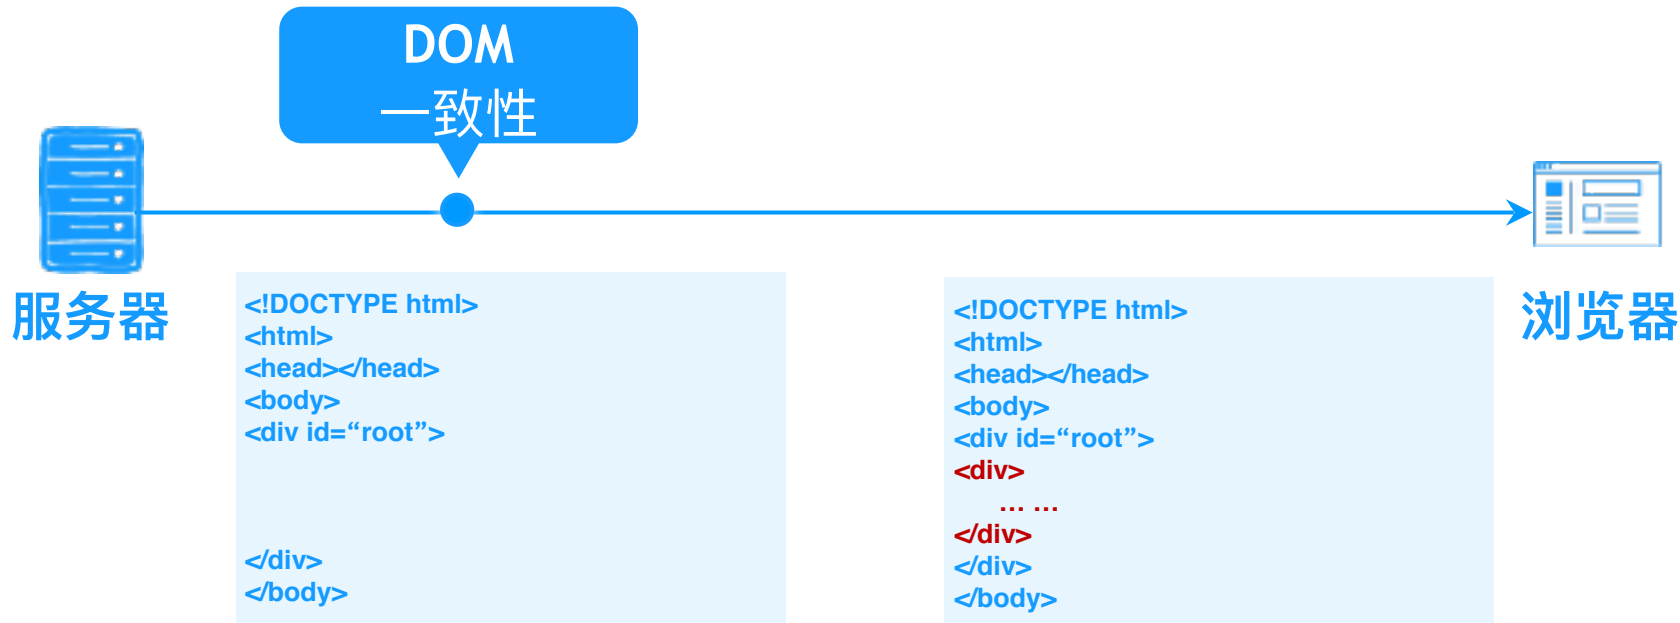 DOM
一致性
服务器
<!DOCTYPE html>
<html>
<head></head>
<body>
<div id=“root”>
</div>
</body>
<!DOCTYPE html>
<html>
<head></head>
<body>
<div id=“root”>
<div>
... ...
</div>
</div>
</body>
浏览器